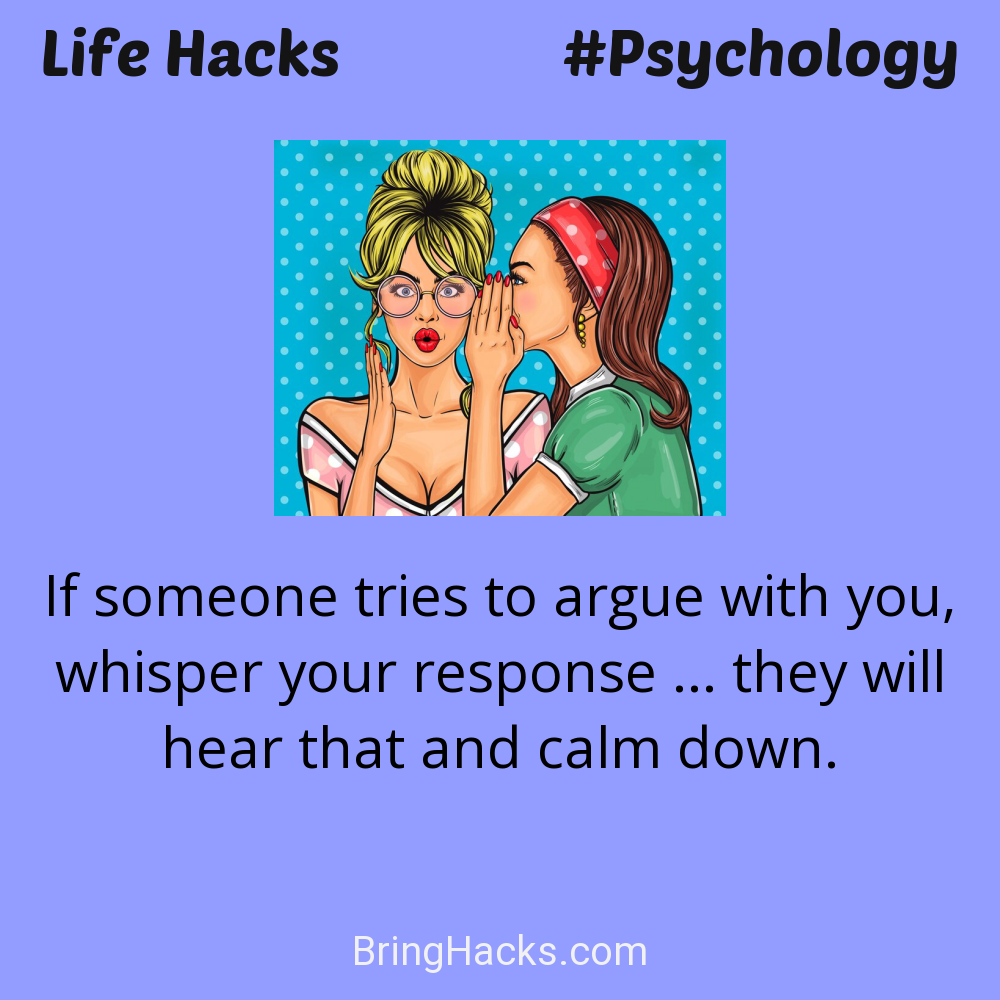 Life Hacks #Psychology
If someone tries to argue with you,
whisper your response ... they will
hear that and calm down.
BringHacks.com